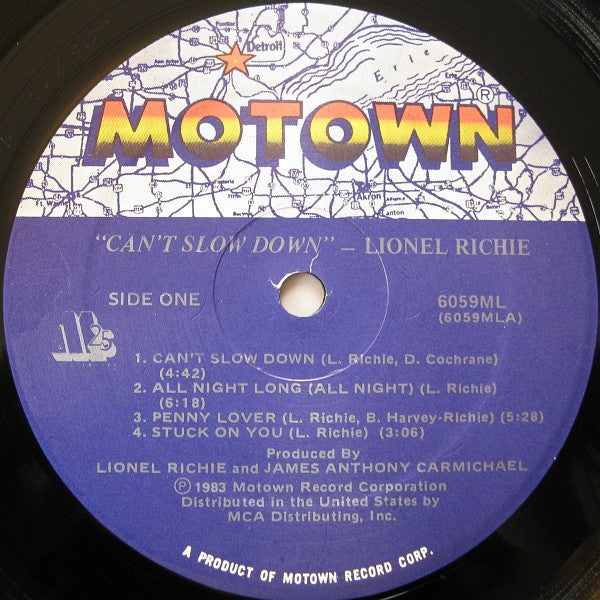 Detroit
Erie
MOTOWN®
Ft. Wayne
Akron
Canton
"CAN'T SLOW DOWN" – LIONEL RICHIE
SIDE ONE
6059ML
(6059MLA)
1. CAN'T SLOW DOWN (L. Richie, D. Cochrane)
(4:42)
2. ALL NIGHT LONG (ALL NIGHT) (L. Richie)
(6:18)
3. PENNY LOVER (L. Richie, B. Harvey-Richie) (5:28)
4. STUCK ON YOU (L. Richie) (3:06)
Produced By
LIONEL RICHIE and JAMES ANTHONY CARMICHAEL
Ⓟ 1983 Motown Record Corporation
Distributed in the United States by
MCA Distributing, Inc.
A PRODUCT OF MOTOWN RECORD CORP.